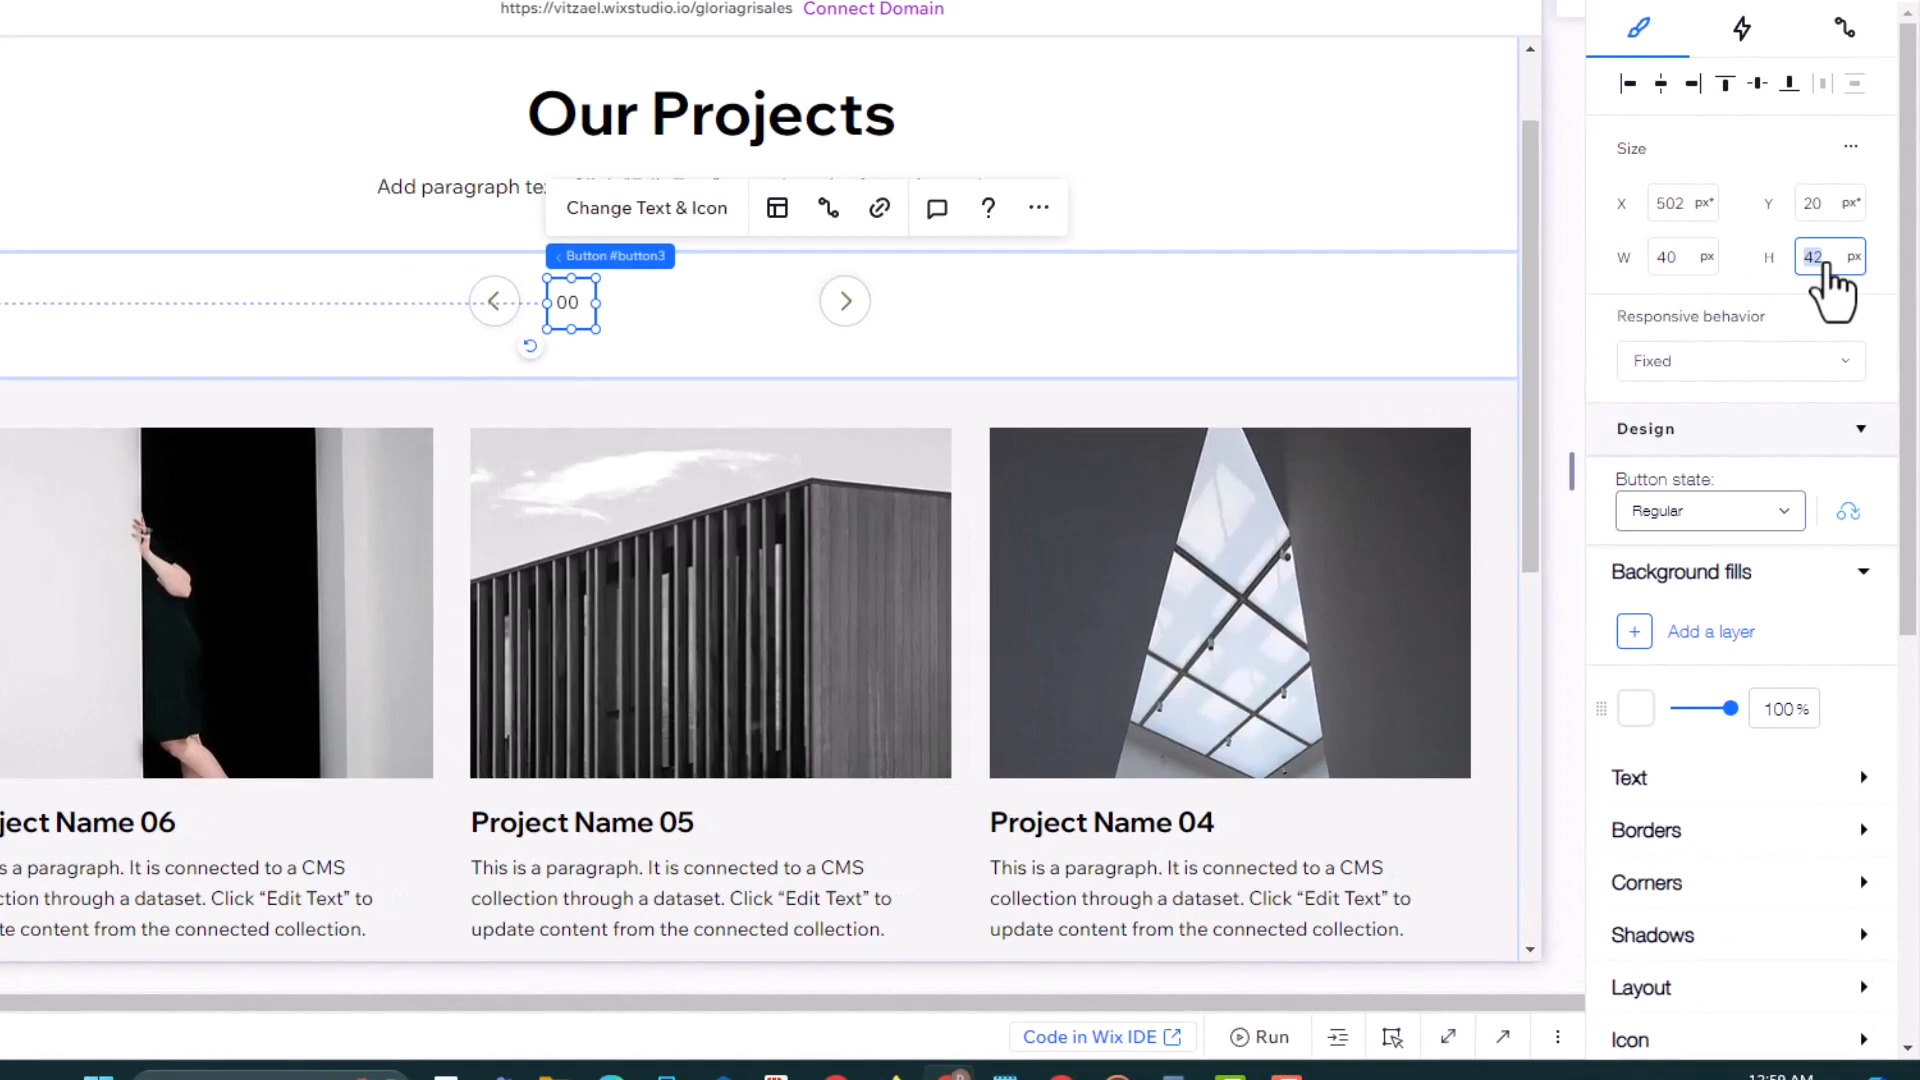 https://vitzael.wixstudio.io/gloriagrisales Connect Domain
Our Projects
Add paragraph te
Change Text & Icon
Button #button3
00
Size
X 502 px* Y 20 px*
W 40 px H 42 px
Responsive behavior
Fixed
Design
Button state:
Regular
Background fills
+ Add a layer
100 %
Text
Borders
Corners
Shadows
Layout
Icon
ject Name 06
s a paragraph. It is connected to a CMS
ction through a dataset. Click “Edit Text” to
te content from the connected collection.
Project Name 05
This is a paragraph. It is connected to a CMS
collection through a dataset. Click “Edit Text” to
update content from the connected collection.
Project Name 04
This is a paragraph. It is connected to a CMS
collection through a dataset. Click “Edit Text” to
update content from the connected collection.
Code in Wix IDE Run